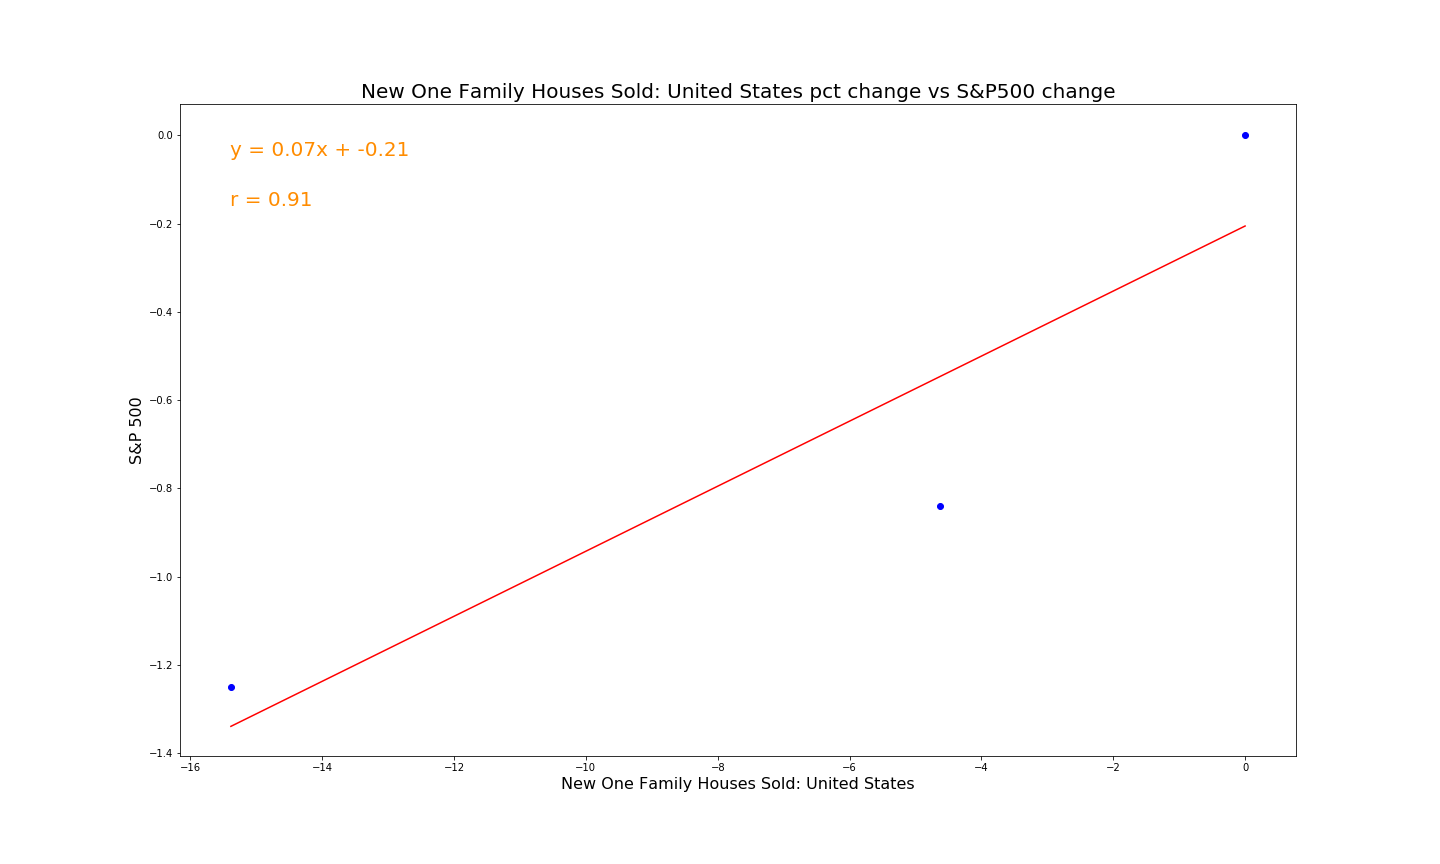 New One Family Houses Sold: United States pct change vs S&P500 change
y = 0.07x + -0.21
r = 0.91
S&P 500
0.0
−0.2
−0.4
−0.6
−0.8
−1.0
−1.2
−1.4
−16 −14 −12 −10 −8 −6 −4 −2 0
New One Family Houses Sold: United States